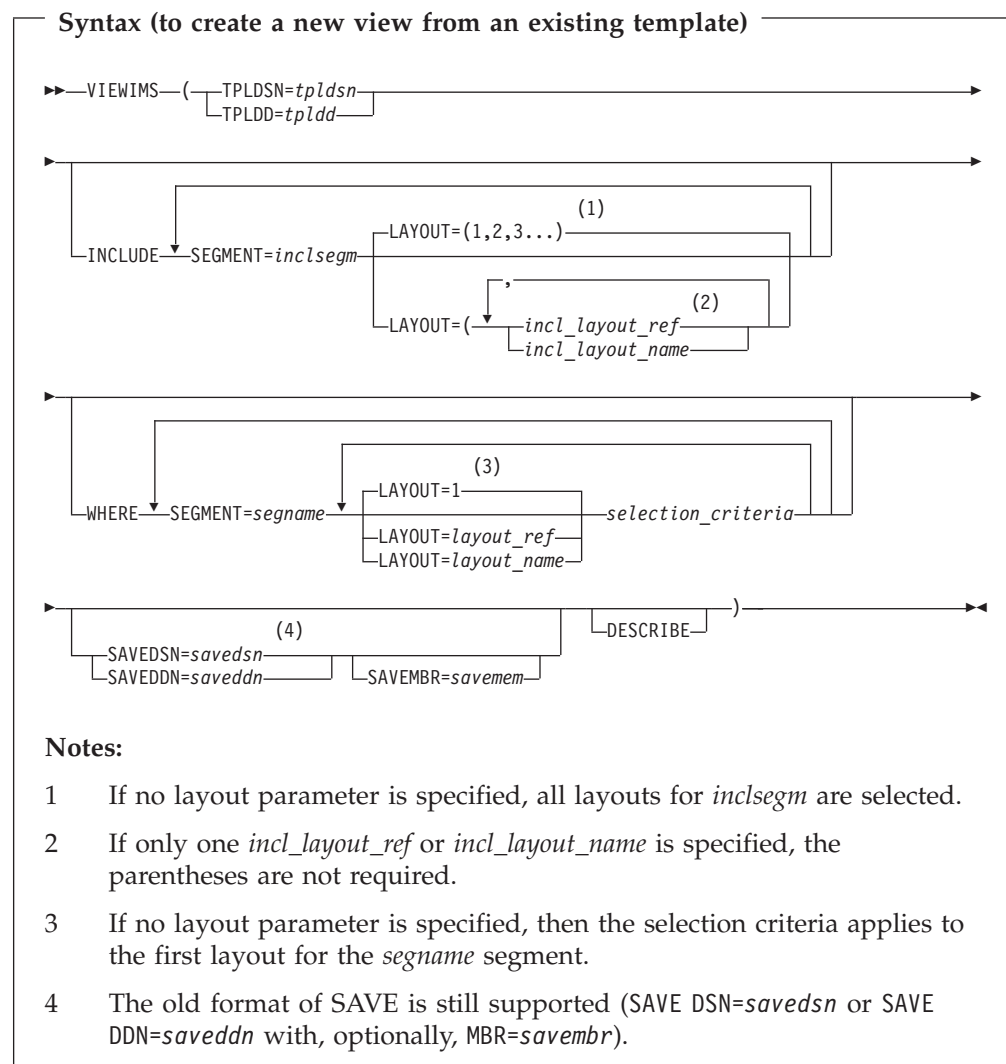 Syntax (to create a new view from an existing template)
VIEWIMS ( TPLDSN=tpldsn
TPLDD=tpldd
(1)
LAYOUT=(1,2,3...)
INCLUDE SEGMENT=inclsegm
,
(2)
LAYOUT=( incl_layout_ref
incl_layout_name
(3)
LAYOUT=1
WHERE SEGMENT=segname selection_criteria
LAYOUT=layout_ref
LAYOUT=layout_name
)
(4) DESCRIBE
SAVEDSN=savedsn
SAVEDDN=saveddn SAVEMBR=savemem
Notes:
1 If no layout parameter is specified, all layouts for inclsegm are selected.
2 If only one incl_layout_ref or incl_layout_name is specified, the
parentheses are not required.
3 If no layout parameter is specified, then the selection criteria applies to
the first layout for the segname segment.
4 The old format of SAVE is still supported (SAVE DSN=savedsn or SAVE
DDN=saveddn with, optionally, MBR=savembr).